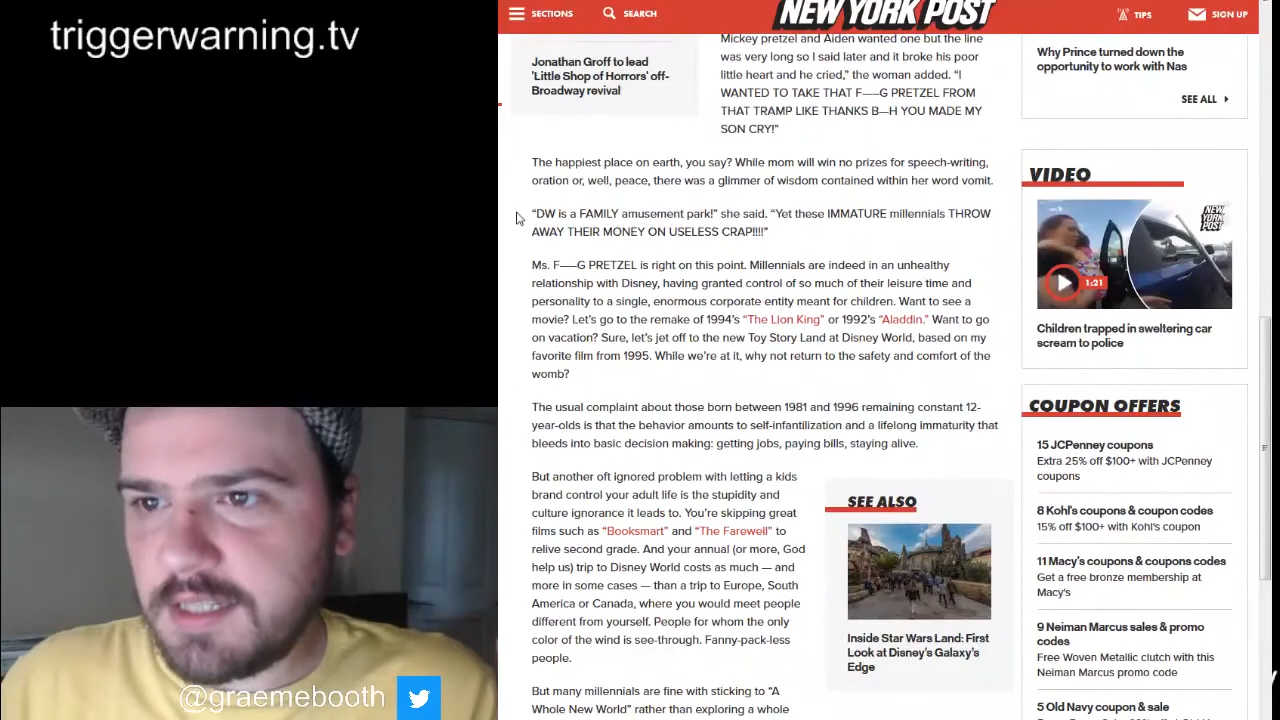 triggerwarning.tv
SECTIONS
SEARCH
NEW YORK POST
TIPS
SIGN UP
Jonathan Groff to lead
'Little Shop of Horrors' off-
Broadway revival
Mickey pretzel and Aiden wanted one but the line
was very long so I said later and it broke his poor
little heart and he cried,” the woman added. “I
WANTED TO TAKE THAT F——G PRETZEL FROM
THAT TRAMP LIKE THANKS B—H YOU MADE MY
SON CRY!”
The happiest place on earth, you say? While mom will win no prizes for speech-writing,
oration or, well, peace, there was a glimmer of wisdom contained within her word vomit.
“DW is a FAMILY amusement park!” she said. “Yet these IMMATURE millennials THROW
AWAY THEIR MONEY ON USELESS CRAP!!!!”
Ms. F——G PRETZEL is right on this point. Millennials are indeed in an unhealthy
relationship with Disney, having granted control of so much of their leisure time and
personality to a single, enormous corporate entity meant for children. Want to see a
movie? Let’s go to the remake of 1994’s “The Lion King” or 1992’s “Aladdin.” Want to go
on vacation? Sure, let’s jet off to the new Toy Story Land at Disney World, based on my
favorite film from 1995. While we’re at it, why not return to the safety and comfort of the
womb?
The usual complaint about those born between 1981 and 1996 remaining constant 12-
year-olds is that the behavior amounts to self-infantilization and a lifelong immaturity that
bleeds into basic decision making: getting jobs, paying bills, staying alive.
But another oft ignored problem with letting a kids
brand control your adult life is the stupidity and
culture ignorance it leads to. You’re skipping great
films such as “Booksmart” and “The Farewell” to
relive second grade. And your annual (or more, God
help us) trip to Disney World costs as much — and
more in some cases — than a trip to Europe, South
America or Canada, where you would meet people
different from yourself. People for whom the only
color of the wind is see-through. Fanny-pack-less
people.
But many millennials are fine with sticking to “A
Whole New World” rather than exploring a whole
SEE ALSO
Inside Star Wars Land: First
Look at Disney’s Galaxy’s
Edge
Why Prince turned down the
opportunity to work with Nas
SEE ALL
VIDEO
NEW YORK POST
1:21
Children trapped in sweltering car
scream to police
COUPON OFFERS
15 JCPenney coupons
Extra 25% off $100+ with JCPenney
coupons
8 Kohl's coupons & coupon codes
15% off $100+ with Kohl's coupon
11 Macy's coupons & coupons codes
Get a free bronze membership at
Macy's
9 Neiman Marcus sales & promo
codes
Free Woven Metallic clutch with this
Neiman Marcus promo code
5 Old Navy coupon & sale
@graemebooth